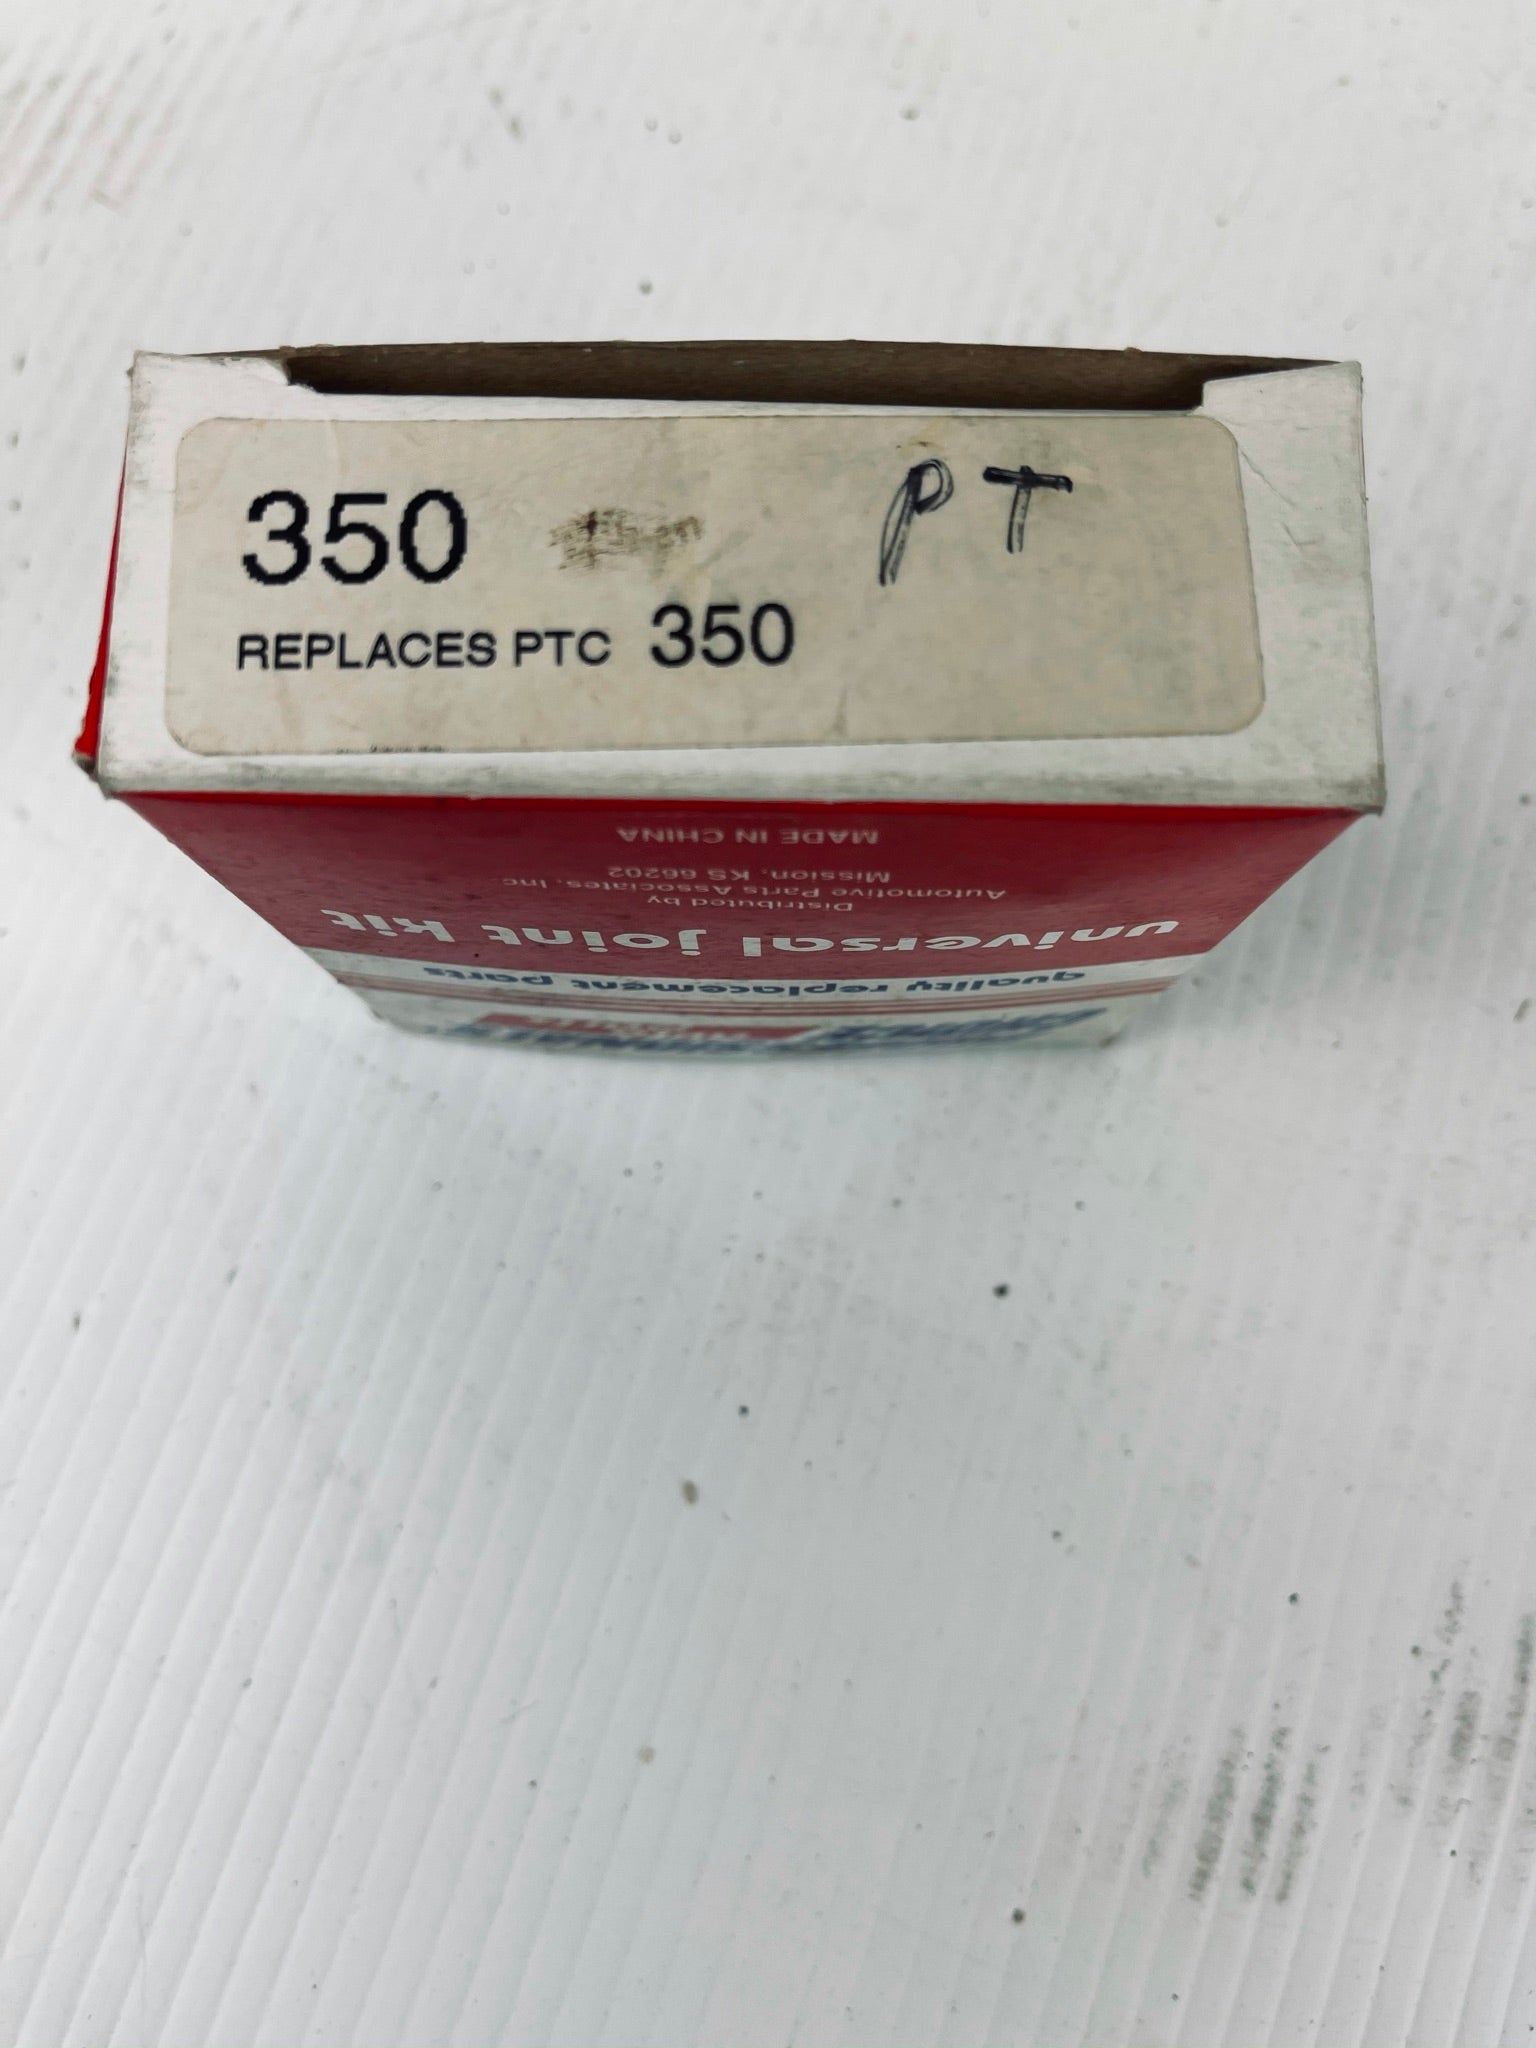 350 PT
REPLACES PTC 350
quality replacement parts
universal joint kit
Distributed by
Automotive Parts Associates, Inc.
Mission, KS 66202
MADE IN CHINA